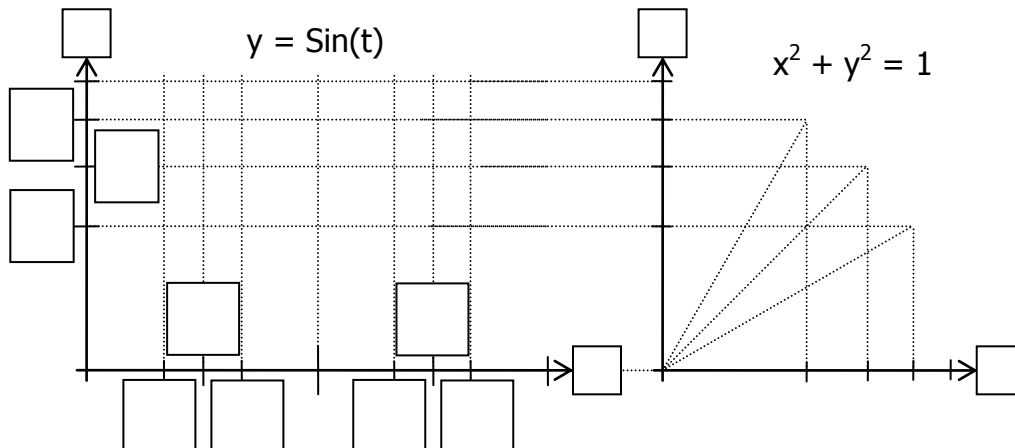 y = Sin(t)
x² + y² = 1